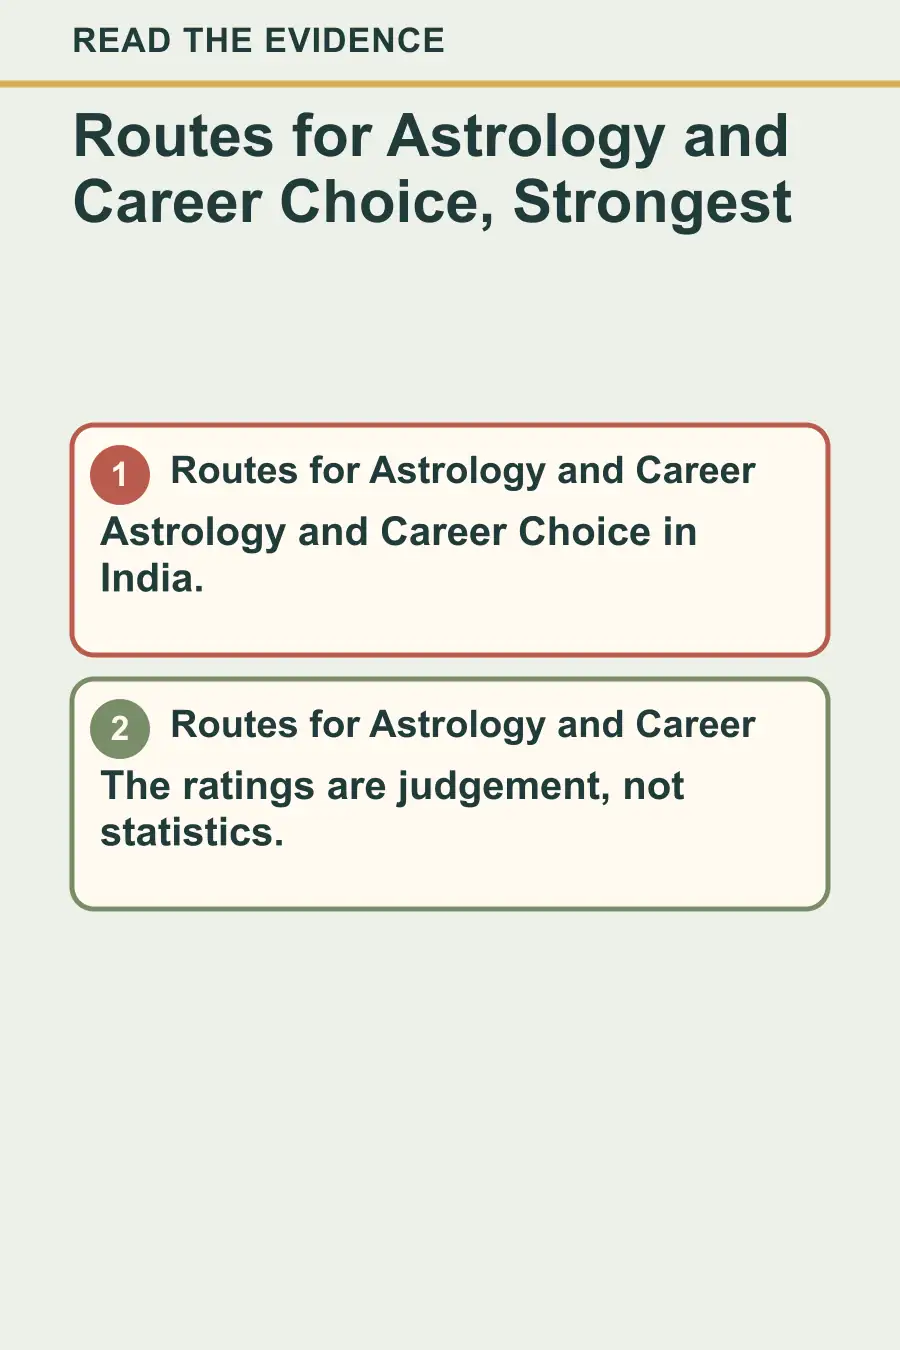 READ THE EVIDENCE
Routes for Astrology and
Career Choice, Strongest
1 Routes for Astrology and Career
Astrology and Career Choice in
India.
2 Routes for Astrology and Career
The ratings are judgement, not
statistics.